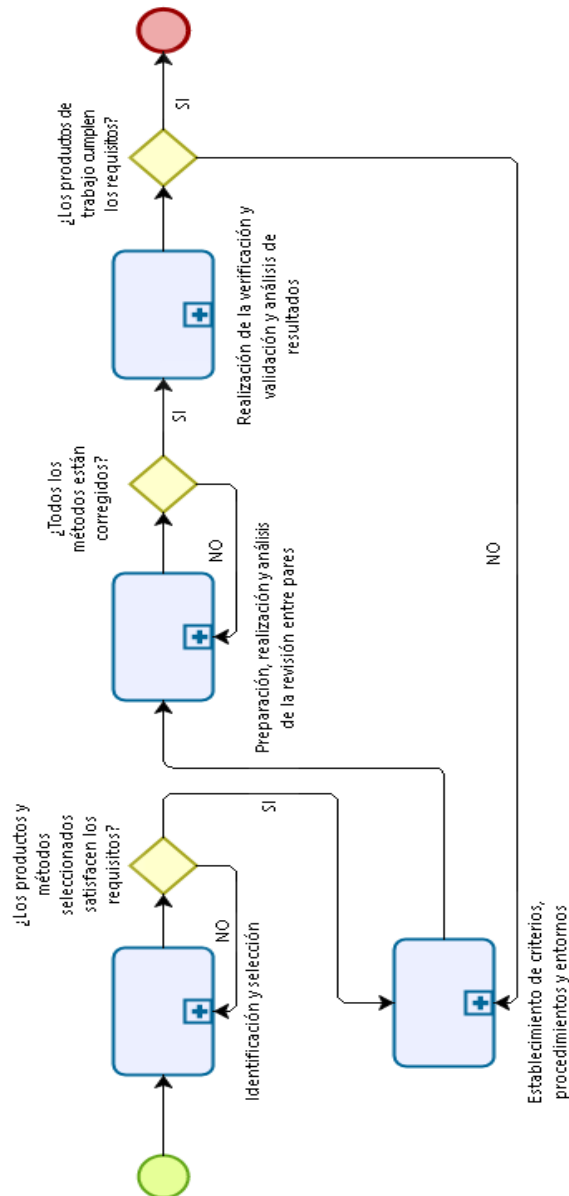 ¿Los productos y
métodos
seleccionados
satisfacen los
requisitos?
NO
Identificación y selección
SI
Establecimiento de criterios,
procedimientos y entornos
¿Todos los
métodos están
corregidos?
NO
Preparación, realización y análisis
de la revisión entre pares
SI
Realización de la verificación y
validación y análisis de
resultados
¿Los productos de
trabajo cumplen
los requisitos?
SI
NO